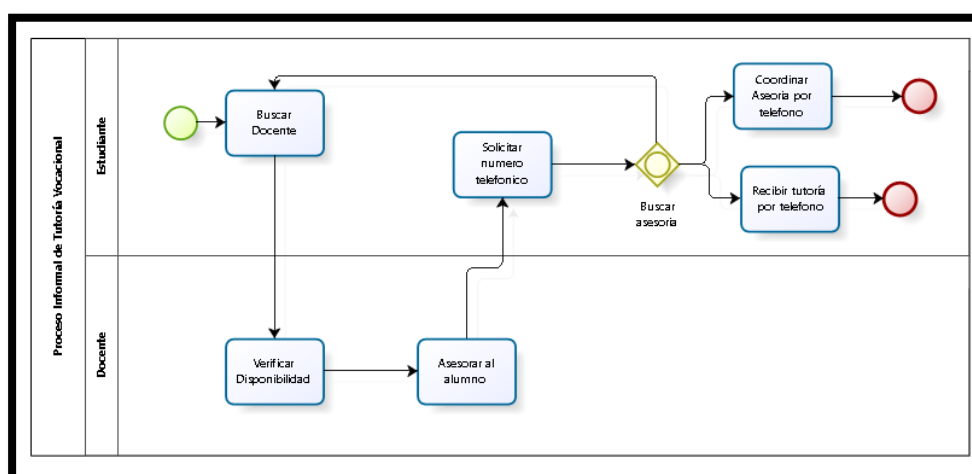 Proceso Informal de Tutoría Vocacional
Estudiante
Buscar
Docente
Solicitar
numero
telefonico
Buscar
asesoria
Coordinar
Aseoría por
telefono
Recibir tutoría
por telefono
Docente
Verificar
Disponibilidad
Asesorar al
alumno